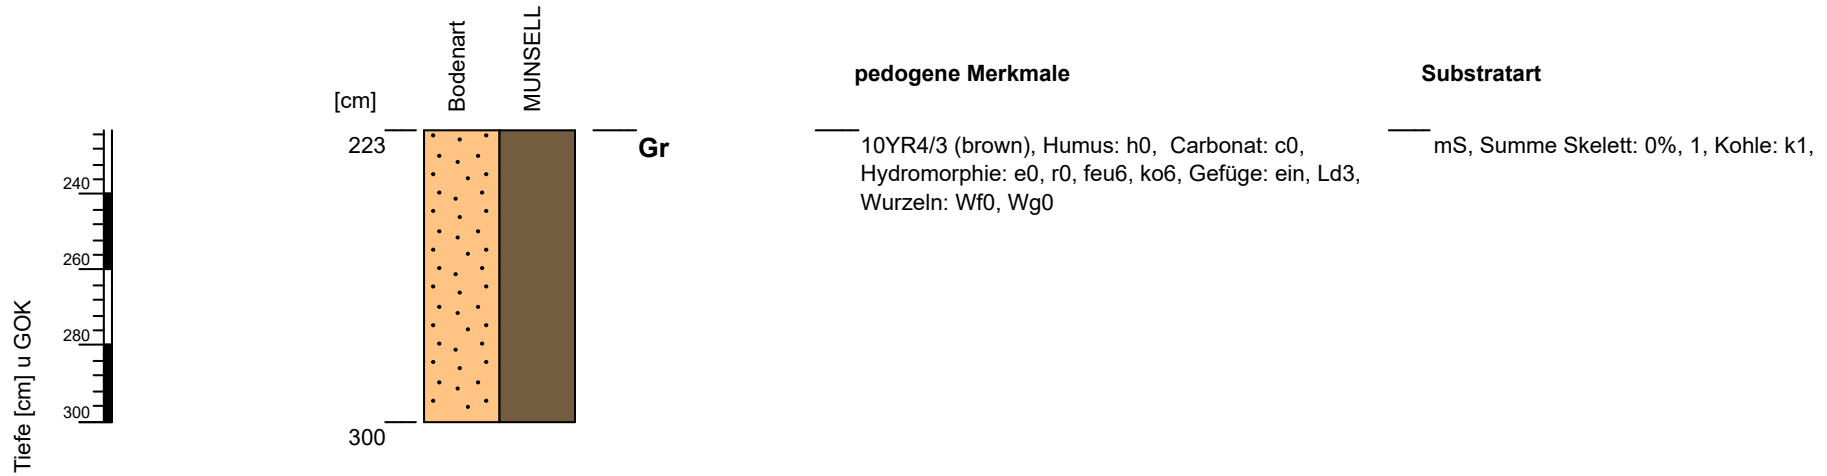 Bodenart
MUNSELL
pedogene Merkmale
Substratart
[cm]
223
Gr
10YR4/3 (brown), Humus: h0, Carbonat: c0,
Hydromorphie: e0, r0, feu6, ko6, Gefüge: ein, Ld3,
Wurzeln: Wf0, Wg0
mS, Summe Skelett: 0%, 1, Kohle: k1,
240
260
280
300
300
Tiefe [cm] u GOK